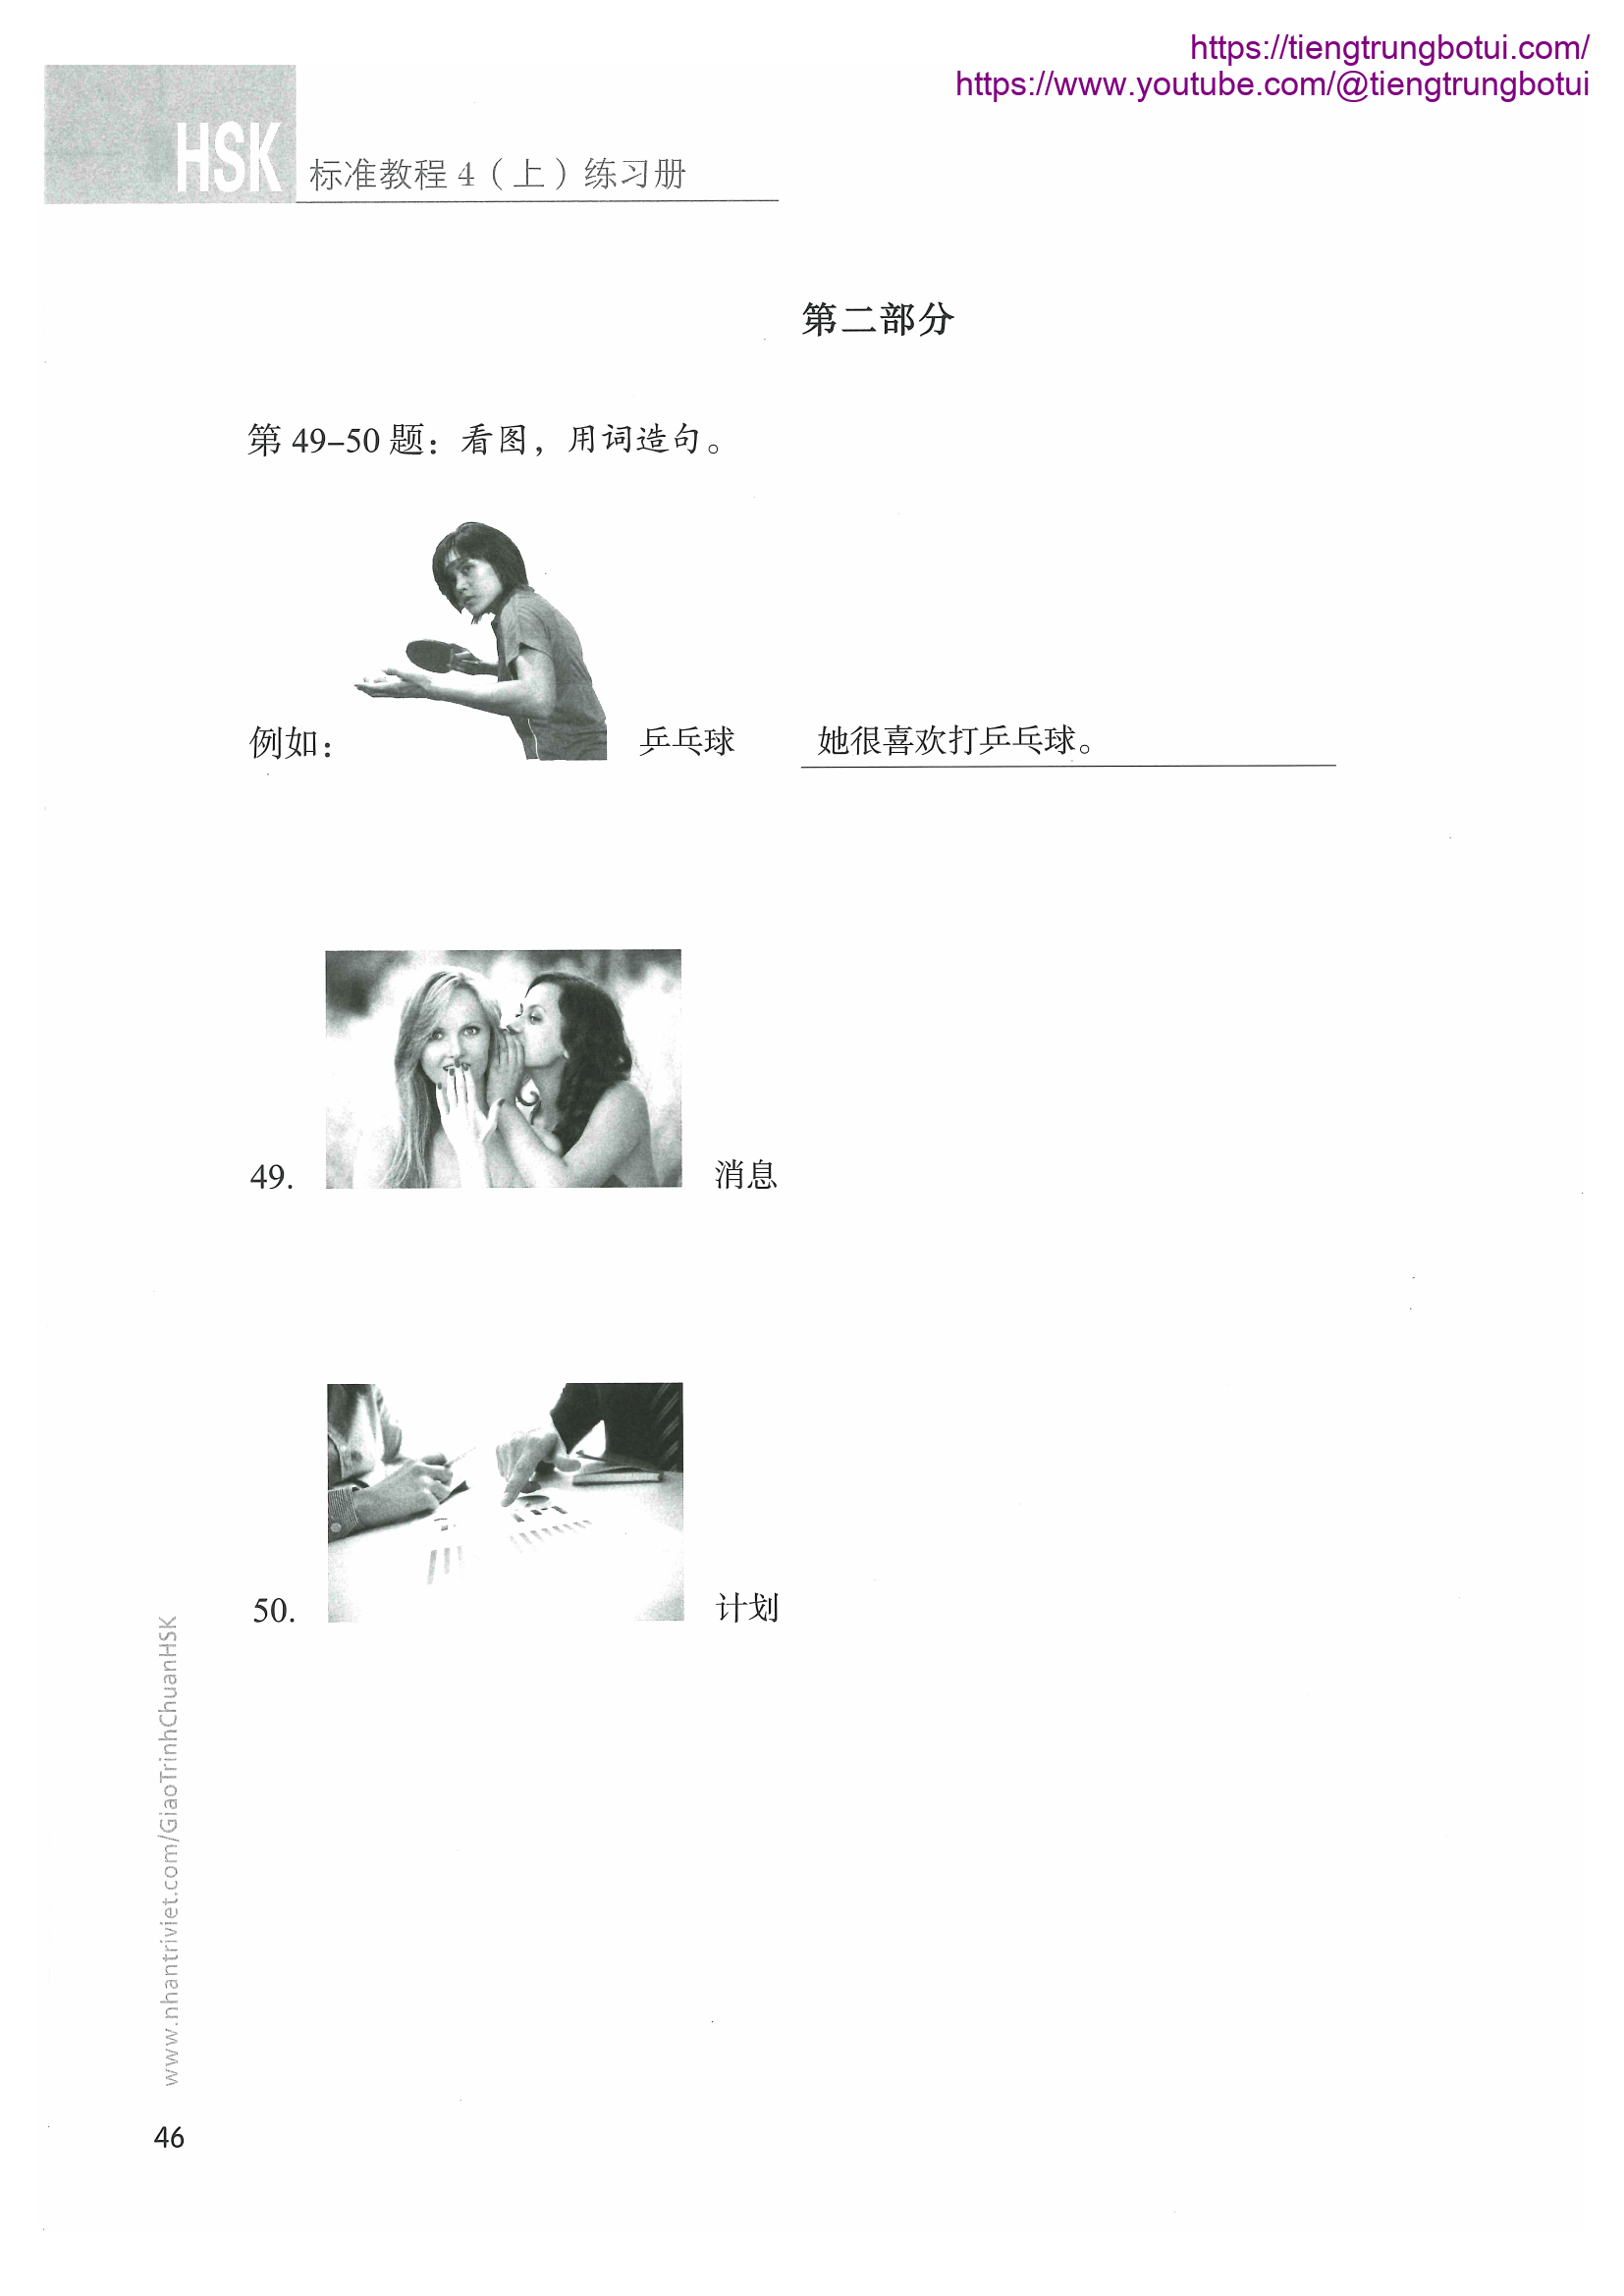 https://tiengtrungbotui.com/
https://www.youtube.com/@tiengtrungbotui
HSK 标准教程 4（上）练习册
第二部分
第 49–50 题：看图，用词造句。
例如： 乒乓球 她很喜欢打乒乓球。
49. 消息
50. 计划
www.nhantriviet.com/GiaoTrinhChuanHSK
46